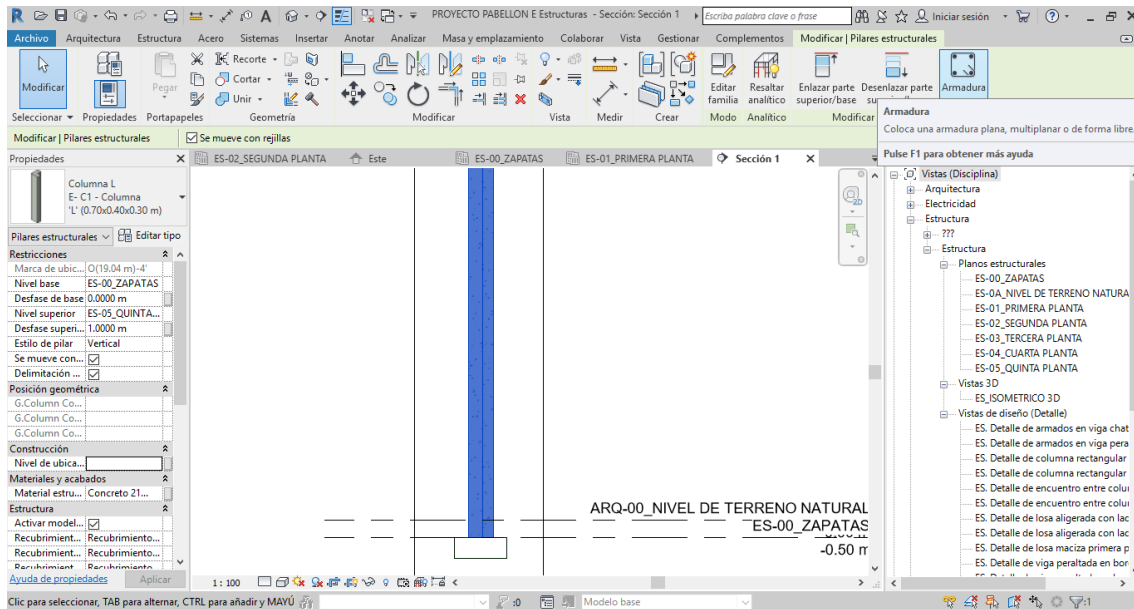 PROYECTO PABELLON E Estructuras - Sección: Sección 1
Escriba palabra clave o frase
Iniciar sesión
Archivo Arquitectura Estructura Acero Sistemas Insertar Anotar Analizar Masa y emplazamiento Colaborar Vista Gestionar Complementos Modificar | Pilares estructurales
Modificar
Pegar
Recorte
Cortar
Unir
Editar familia
Resaltar analítico
Enlazar parte superior/base
Desenlazar parte
Armadura
Seleccionar Propiedades Portapapeles Geometría Modificar Vista Medir Crear Modo Analítico Modificar
Armadura
Coloca una armadura plana, multiplanar o de forma libre.
Pulse F1 para obtener más ayuda
Modificar | Pilares estructurales Se mueve con rejillas
Propiedades
ES-02_SEGUNDA PLANTA Este ES-00_ZAPATAS ES-01_PRIMERA PLANTA Sección 1
Columna L
E- C1 - Columna
'L' (0.70x0.40x0.30 m)
Pilares estructurales Editar tipo
Restricciones
Marca de ubic... O(19.04 m)-4'
Nivel base ES-00_ZAPATAS
Desfase de base 0.0000 m
Nivel superior ES-05_QUINTA...
Desfase superi... 1.0000 m
Estilo de pilar Vertical
Se mueve con...
Delimitación ...
Posición geométrica
G.Column Co...
G.Column Co...
G.Column Co...
Construcción
Nivel de ubica...
Materiales y acabados
Material estru... Concreto 21...
Estructura
Activar model...
Recubrimient... Recubrimiento...
Recubrimient... Recubrimiento...
Recubrimient... Recubrimiento...
Ayuda de propiedades Aplicar
ARQ-00_NIVEL DE TERRENO NATURAL
ES-00_ZAPATAS
-0.50 m
1 : 100
Vistas (Disciplina)
Arquitectura
Electricidad
Estructura
???
Estructura
Planos estructurales
ES-00_ZAPATAS
ES-0A_NIVEL DE TERRENO NATURA
ES-01_PRIMERA PLANTA
ES-02_SEGUNDA PLANTA
ES-03_TERCERA PLANTA
ES-04_CUARTA PLANTA
ES-05_QUINTA PLANTA
Vistas 3D
ES_ISOMETRICO 3D
Vistas de diseño (Detalle)
ES. Detalle de armados en viga chat
ES. Detalle de armados en viga pera
ES. Detalle de columna rectangular
ES. Detalle de columna rectangular
ES. Detalle de encuentro entre colu
ES. Detalle de encuentro entre colu
ES. Detalle de losa aligerada con lac
ES. Detalle de losa aligerada con lac
ES. Detalle de losa maciza primera p
ES. Detalle de viga peraltada en bor
Clic para seleccionar, TAB para alternar, CTRL para añadir y MAYÚ
:0
Modelo base
:1